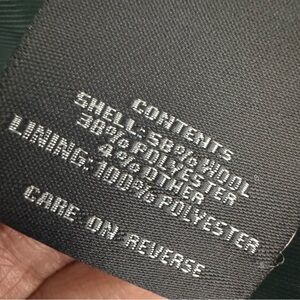 CONTENTS
SHELL: 58% WOOL
38% POLYESTER
4% OTHER
LINING: 100% POLYESTER
CARE ON REVERSE